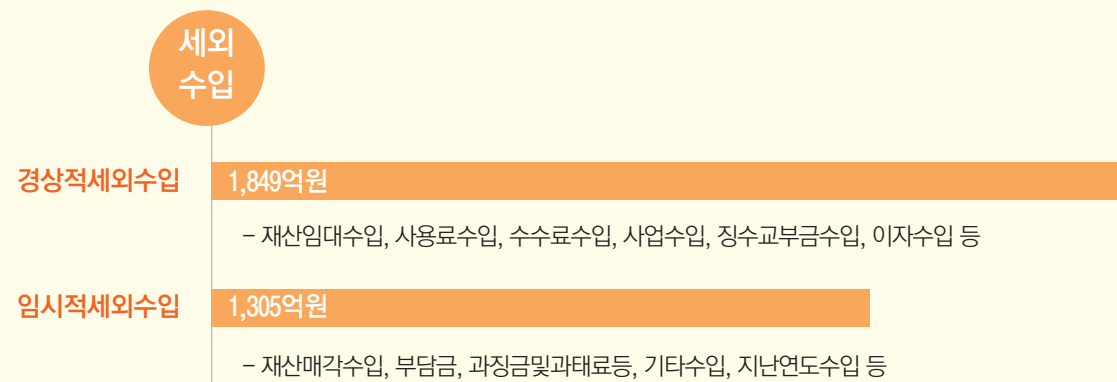 세외
수입
경상적세외수입 1,849억원
– 재산임대수입, 사용료수입, 수수료수입, 사업수입, 징수교부금수입, 이자수입 등
임시적세외수입 1,305억원
– 재산매각수입, 부담금, 과징금및과태료등, 기타수입, 지난연도수입 등